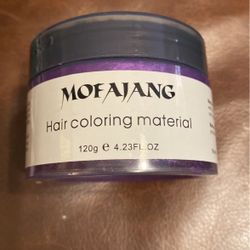 MOFAJANG
Hair coloring material
120g ℮ 4.23FL OZ